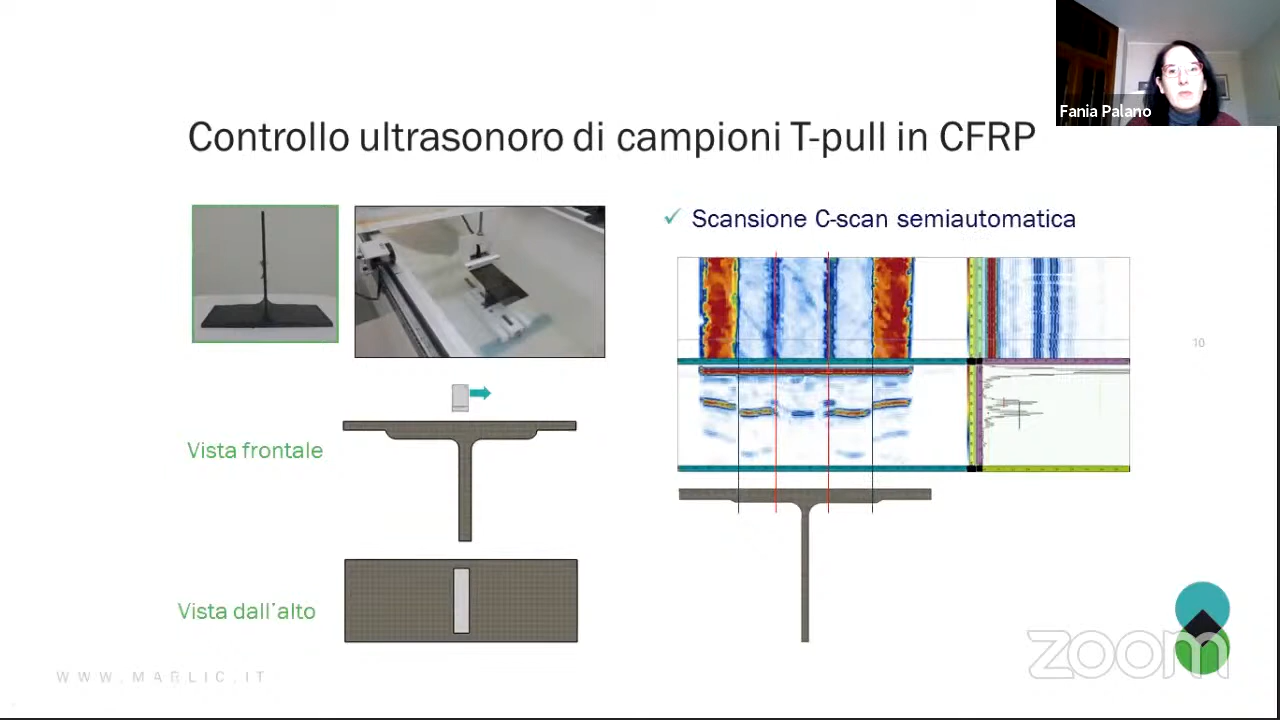 Fania Palano
Controllo ultrasonoro di campioni T-pull in CFRP
✓ Scansione C-scan semiautomatica
10
Vista frontale
Vista dall'alto
WWW.MARLIC.IT
zoom